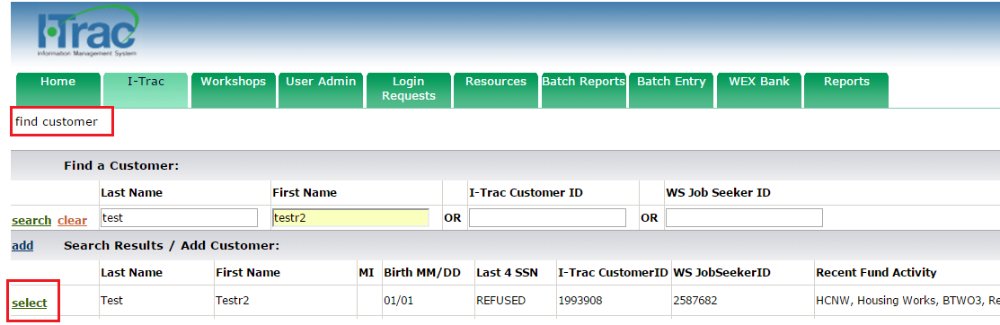 I-Trac
Information Management System
Home I-Trac Workshops User Admin Login Requests Resources Batch Reports Batch Entry WEX Bank Reports
find customer
Find a Customer:
Last Name First Name I-Trac Customer ID WS Job Seeker ID
search clear test testr2 OR OR
add Search Results / Add Customer:
Last Name First Name MI Birth MM/DD Last 4 SSN I-Trac CustomerID WS JobSeekerID Recent Fund Activity
select Test Testr2 01/01 REFUSED 1993908 2587682 HCNW, Housing Works, BTWO3, Re